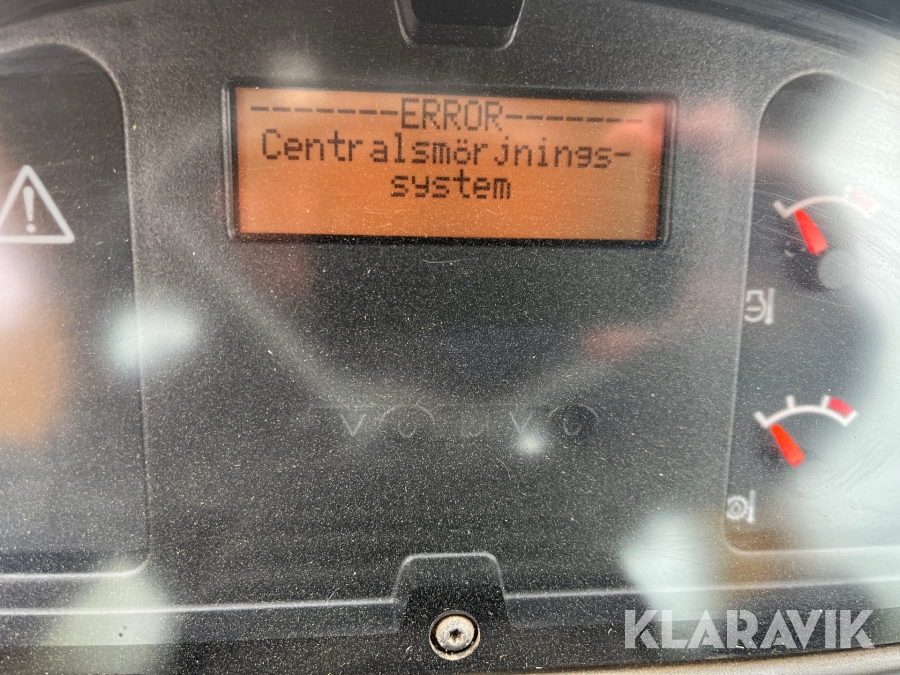 -------ERROR-------
Centralsmörjnings-
system
VOLVO
KLARAVIK